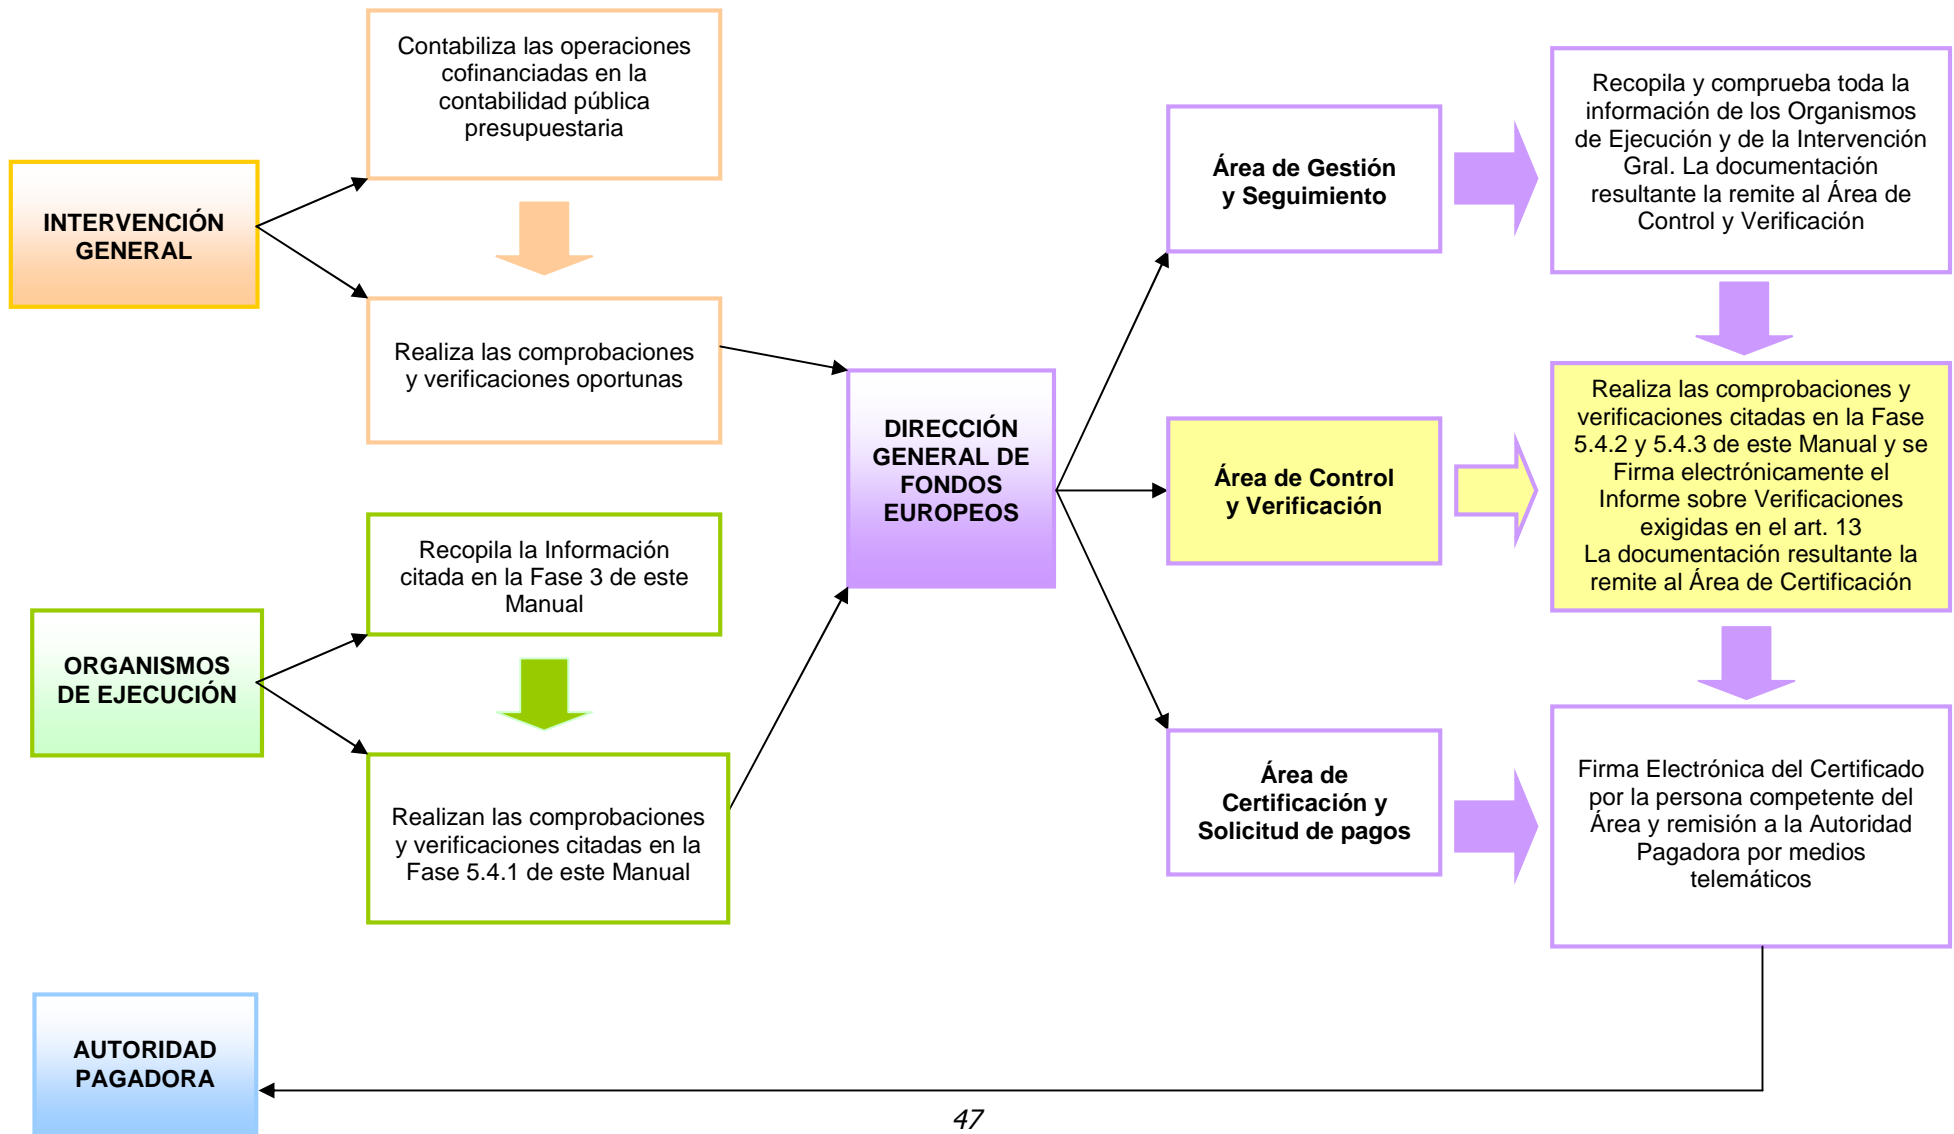 Contabiliza las operaciones
cofinanciadas en la
contabilidad pública
presupuestaria
INTERVENCIÓN
GENERAL
Realiza las comprobaciones
y verificaciones oportunas
Recopila la Información
citada en la Fase 3 de este
Manual
ORGANISMOS
DE EJECUCIÓN
Realizan las comprobaciones
y verificaciones citadas en la
Fase 5.4.1 de este Manual
DIRECCIÓN
GENERAL DE
FONDOS
EUROPEOS
Área de Gestión
y Seguimiento
Recopila y comprueba toda la
información de los Organismos
de Ejecución y de la Intervención
Gral. La documentación
resultante la remite al Área de
Control y Verificación
Área de Control
y Verificación
Realiza las comprobaciones y
verificaciones citadas en la Fase
5.4.2 y 5.4.3 de este Manual y se
Firma electrónicamente el
Informe sobre Verificaciones
exigidas en el art. 13
La documentación resultante la
remite al Área de Certificación
Área de
Certificación y
Solicitud de pagos
Firma Electrónica del Certificado
por la persona competente del
Área y remisión a la Autoridad
Pagadora por medios
telemáticos
AUTORIDAD
PAGADORA
47